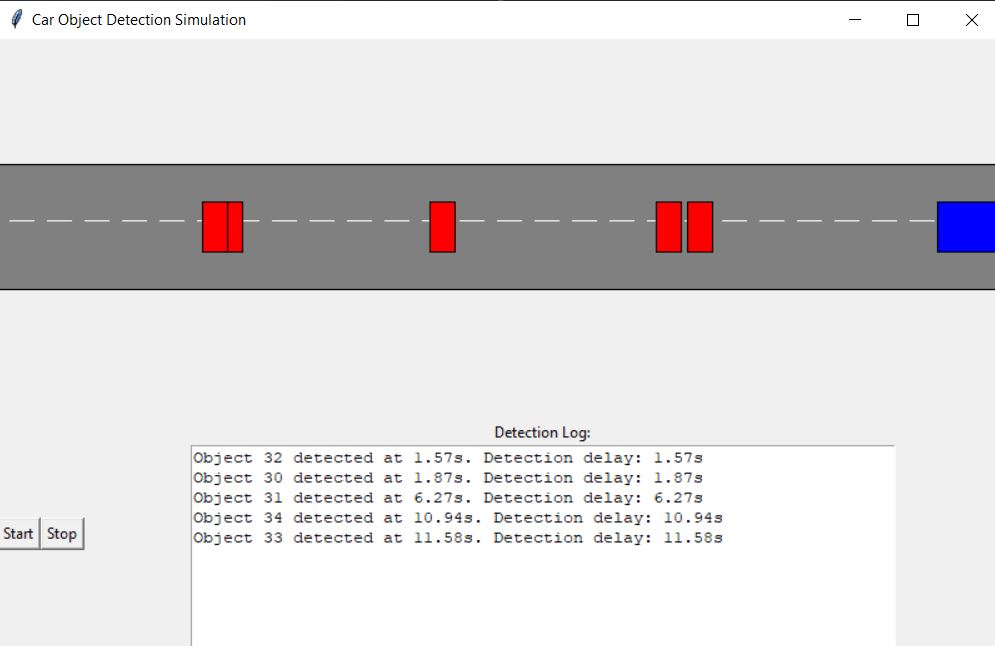 Car Object Detection Simulation
Detection Log:
Object 32 detected at 1.57s. Detection delay: 1.57s
Object 30 detected at 1.87s. Detection delay: 1.87s
Object 31 detected at 6.27s. Detection delay: 6.27s
Object 34 detected at 10.94s. Detection delay: 10.94s
Object 33 detected at 11.58s. Detection delay: 11.58s
Start Stop